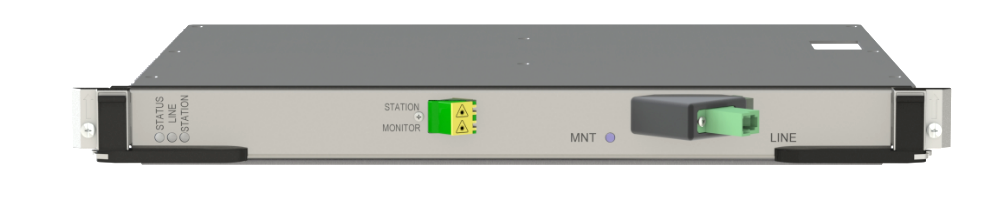 STATUS
LINE
STATION
STATION
MONITOR
MNT
LINE